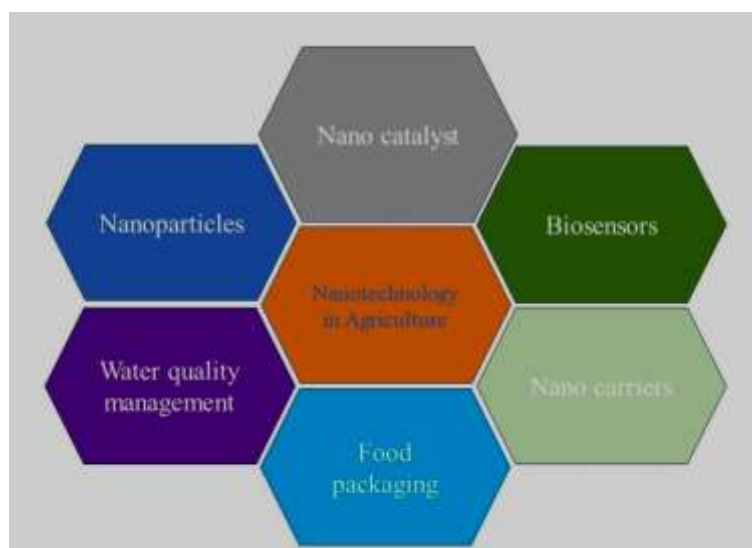 Nano catalyst
Nanoparticles
Biosensors
Nanotechnology
in Agriculture
Water quality
management
Nano carriers
Food
packaging